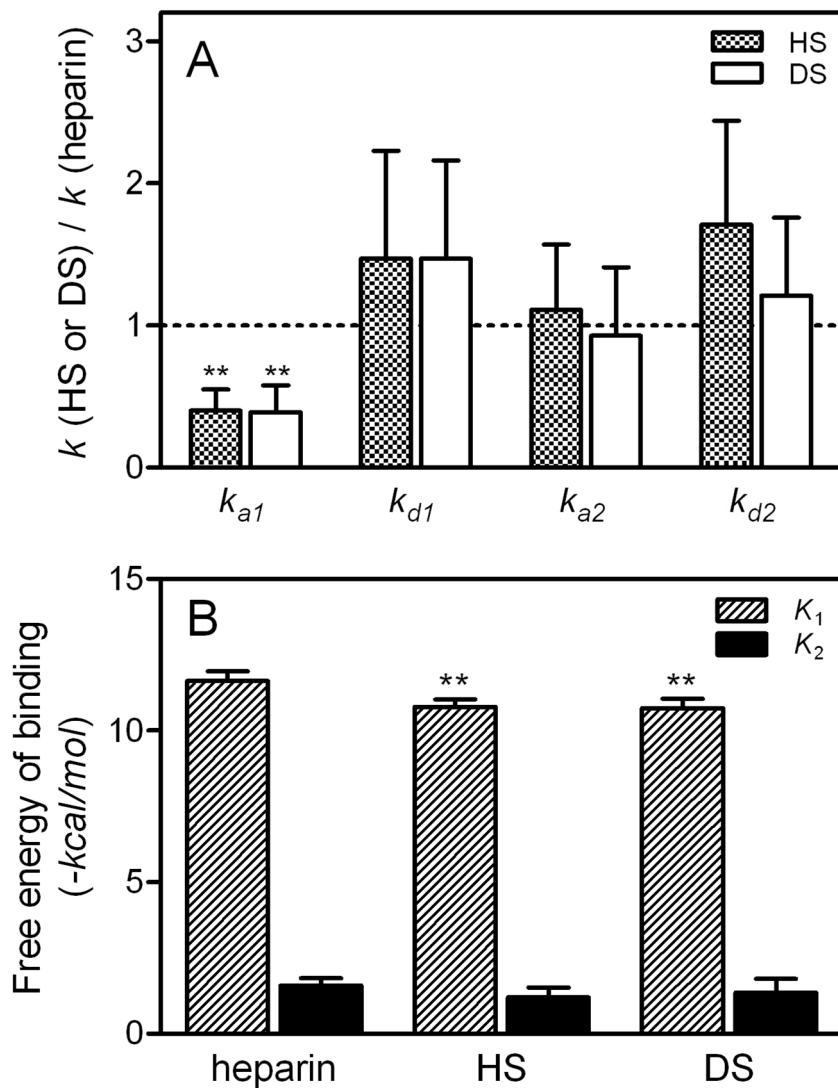 A
HS
DS
k (HS or DS) / k (heparin)
3
2
1
0
** **
ka1 kd1 ka2 kd2
B
K1
K2
Free energy of binding
(-kcal/mol)
15
10
5
0
** **
heparin HS DS